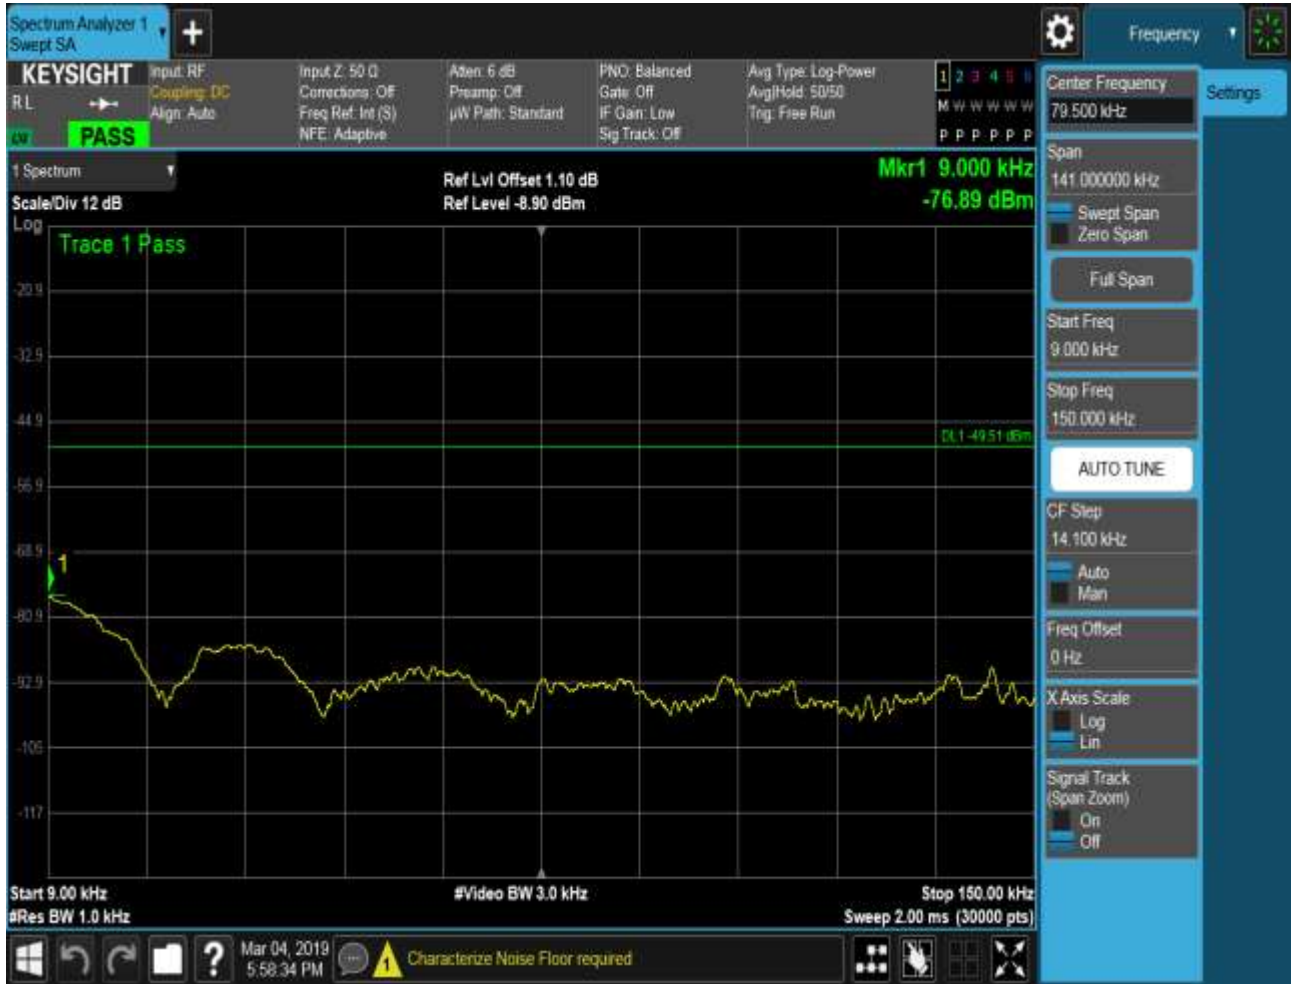 Spectrum Analyzer 1
Swept SA
Frequency
KEYSIGHT
R L
PASS
Input: RF
Coupling: DC
Align: Auto
Input Z: 50 Ω
Corrections: Off
Freq Ref: Int (S)
NFE: Adaptive
Atten: 6 dB
Preamp: Off
µW Path: Standard
PNO: Balanced
Gate: Off
IF Gain: Low
Sig Track: Off
Avg Type: Log-Power
Avg|Hold: 50/50
Trig: Free Run
1 2 3 4 5 6
M W W W W W
P P P P P P
1 Spectrum
Scale/Div 12 dB
Log
Ref Lvl Offset 1.10 dB
Ref Level -8.90 dBm
Mkr1 9.000 kHz
-76.89 dBm
Trace 1 Pass
-20.9
-32.9
-44.9
DL1 -49.51 dBm
-56.9
-68.9
1
-80.9
-92.9
-105
-117
Start 9.00 kHz
#Res BW 1.0 kHz
#Video BW 3.0 kHz
Stop 150.00 kHz
Sweep 2.00 ms (30000 pts)
Center Frequency
79.500 kHz
Settings
Span
141.000000 kHz
Swept Span
Zero Span
Full Span
Start Freq
9.000 kHz
Stop Freq
150.000 kHz
AUTO TUNE
CF Step
14.100 kHz
Auto
Man
Freq Offset
0 Hz
X Axis Scale
Log
Lin
Signal Track
(Span Zoom)
On
Off
?
Mar 04, 2019
5:58:34 PM
1
Characterize Noise Floor required